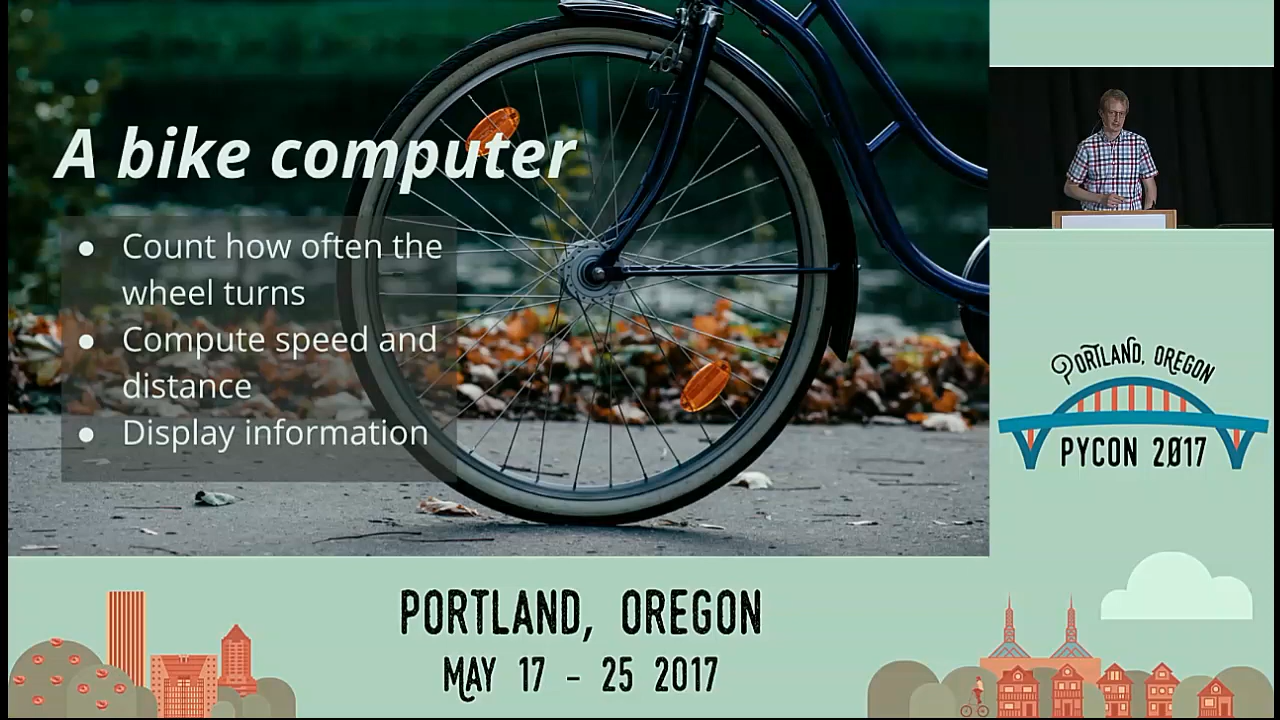 A bike computer
● Count how often the
wheel turns
● Compute speed and
distance
● Display information
PORTLAND, OREGON
PYCON 2017
PORTLAND, OREGON
MAY 17 - 25 2017